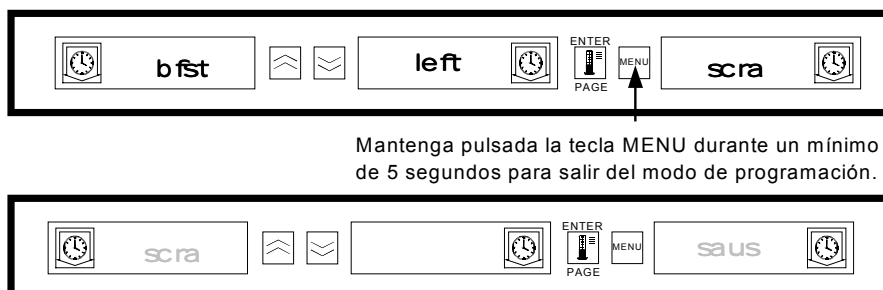 ENTER
bfst left MENU scra
PAGE
Mantenga pulsada la tecla MENU durante un mínimo
de 5 segundos para salir del modo de programación.
ENTER
scra MENU saus
PAGE